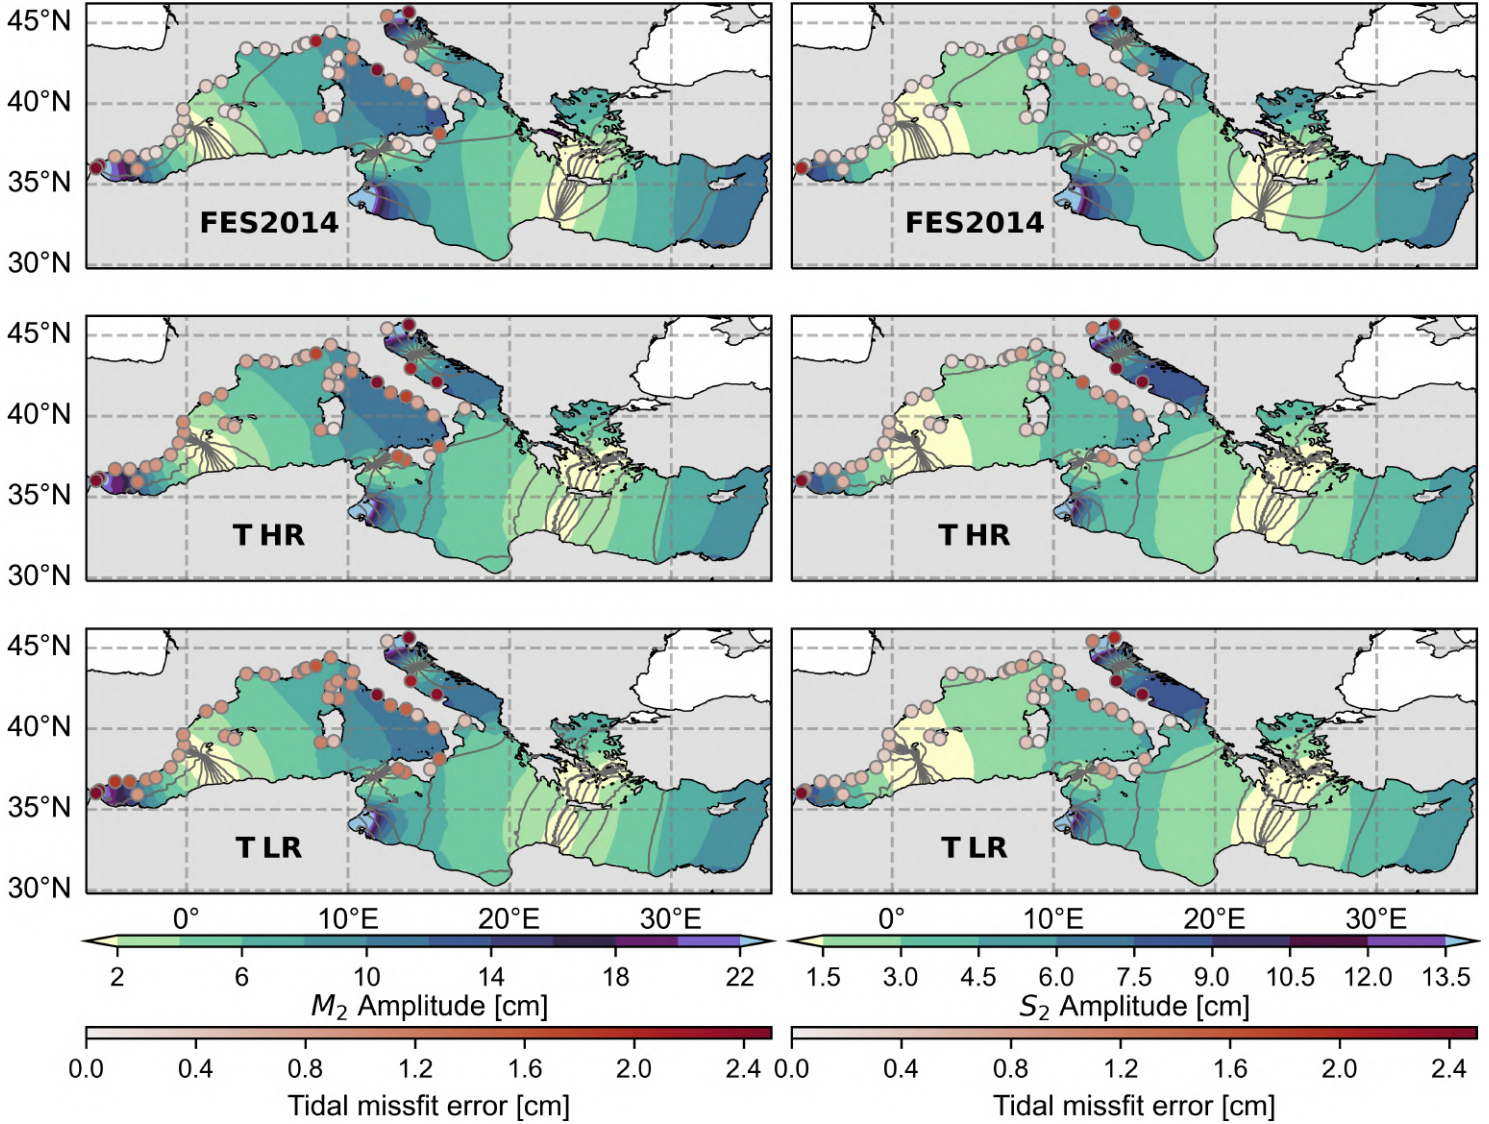 45°N
40°N
35°N
30°N
FES2014
FES2014
45°N
40°N
35°N
30°N
T HR
T HR
45°N
40°N
35°N
30°N
T LR
T LR
0° 10°E 20°E 30°E
0° 10°E 20°E 30°E
2 6 10 14 18 22
1.5 3.0 4.5 6.0 7.5 9.0 10.5 12.0 13.5
M₂ Amplitude [cm]
S₂ Amplitude [cm]
0.0 0.4 0.8 1.2 1.6 2.0 2.4
0.0 0.4 0.8 1.2 1.6 2.0 2.4
Tidal missfit error [cm]
Tidal missfit error [cm]